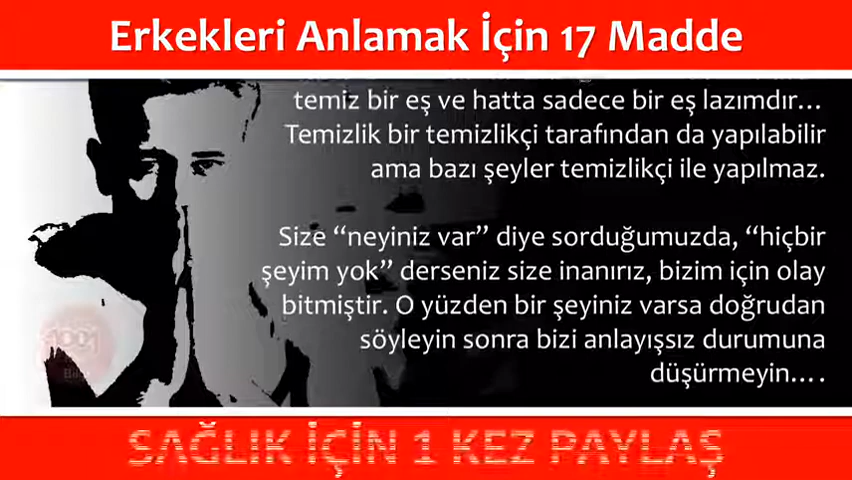 Erkekleri Anlamak İçin 17 Madde
temiz bir eş ve hatta sadece bir eş lazımdır...
Temizlik bir temizlikçi tarafından da yapılabilir
ama bazı şeyler temizlikçi ile yapılmaz.
Size “neyiniz var” diye sorduğumuzda, “hiçbir
şeyim yok” derseniz size inanırız, bizim için olay
bitmiştir. O yüzden bir şeyiniz varsa doğrudan
söyleyin sonra bizi anlayışsız durumuna
düşürmeyin... .
1001
Bilgi
SAĞLIK İÇİN 1 KEZ PAYLAŞ